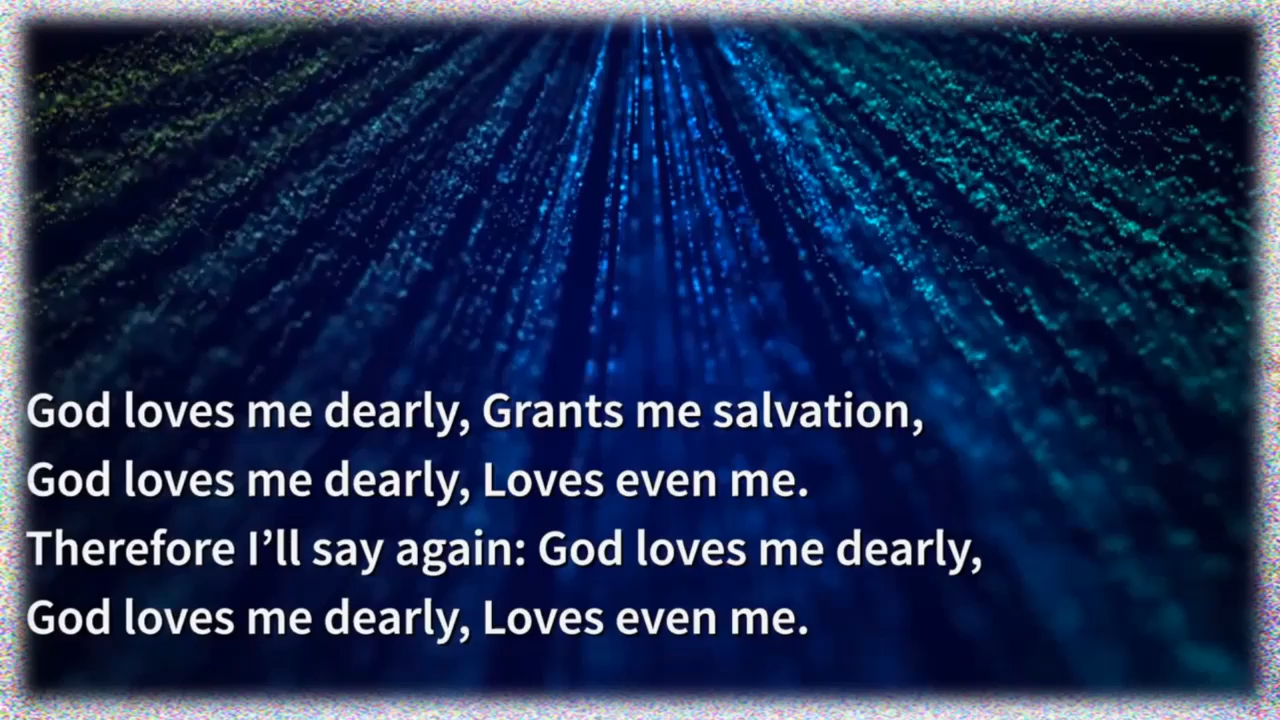 God loves me dearly, Grants me salvation,
God loves me dearly, Loves even me.
Therefore I’ll say again: God loves me dearly,
God loves me dearly, Loves even me.